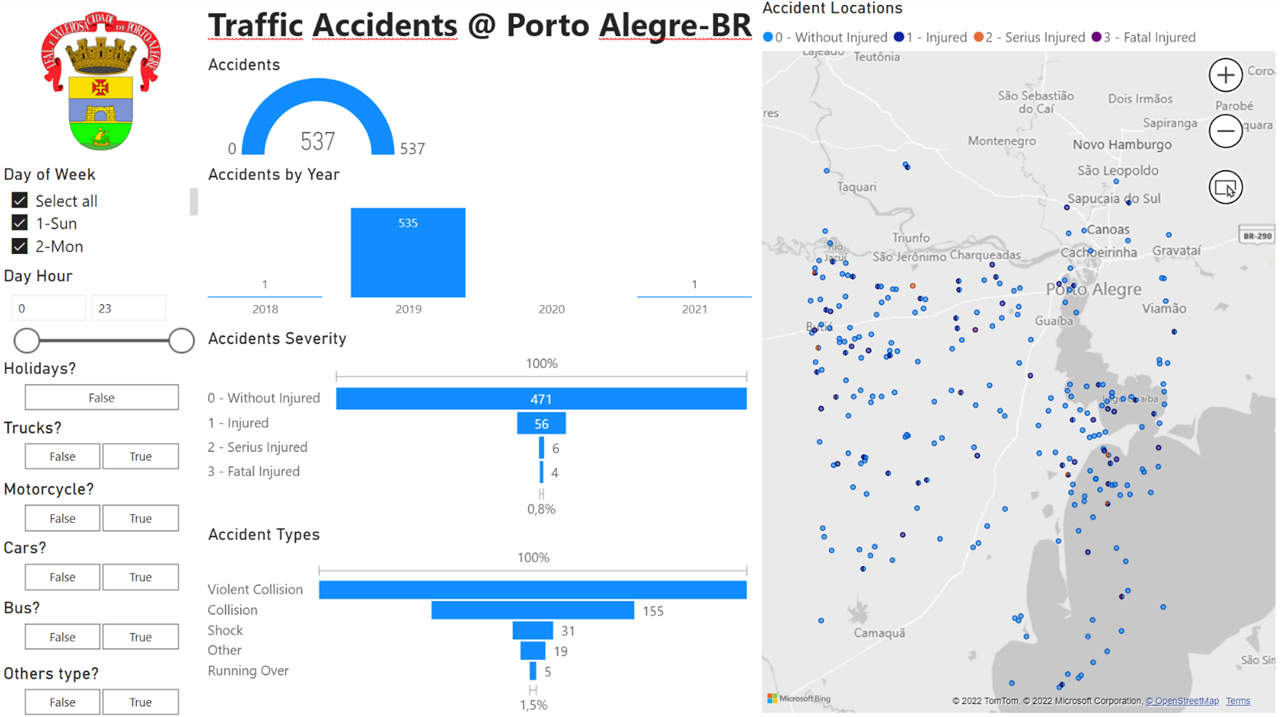 LEAL E VALEROSA CIDADE DE PORTO ALEGRE
Traffic Accidents @ Porto Alegre-BR
Accidents
0
537
537
Accidents by Year
1
535
1
2018
2019
2020
2021
Day of Week
Select all
1-Sun
2-Mon
Day Hour
0
23
Holidays?
False
Trucks?
False
True
Motorcycle?
False
True
Cars?
False
True
Bus?
False
True
Others type?
False
True
Accidents Severity
100%
0 - Without Injured
471
1 - Injured
56
2 - Serius Injured
6
3 - Fatal Injured
4
0,8%
Accident Types
100%
Violent Collision
Collision
155
Shock
31
Other
19
Running Over
5
1,5%
Accident Locations
0 - Without Injured
1 - Injured
2 - Serius Injured
3 - Fatal Injured
Lajeado
Teutônia
res
São Sebastião
do Caí
Dois Irmãos
Coro
Parobé
Sapiranga
quara
Montenegro
Novo Hamburgo
São Leopoldo
Taquari
Sapucaia do Sul
Canoas
BR-290
Triunfo
São Jerônimo
Charqueadas
Cachoeirinha
Gravataí
Porto Alegre
Viamão
Guaíba
Camaquã
São Sin
Microsoft Bing
© 2022 TomTom, © 2022 Microsoft Corporation, © OpenStreetMap Terms